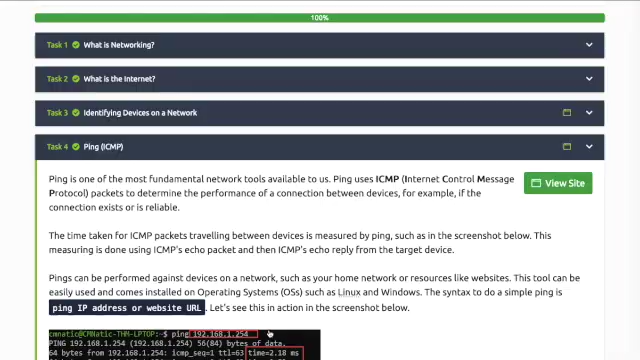 100%
Task 1 What is Networking?
Task 2 What is the Internet?
Task 3 Identifying Devices on a Network
Task 4 Ping (ICMP)
Ping is one of the most fundamental network tools available to us. Ping uses ICMP (Internet Control Message
Protocol) packets to determine the performance of a connection between devices, for example, if the
connection exists or is reliable.
View Site
The time taken for ICMP packets travelling between devices is measured by ping, such as in the screenshot below. This
measuring is done using ICMP's echo packet and then ICMP's echo reply from the target device.
Pings can be performed against devices on a network, such as your home network or resources like websites. This tool can be
easily used and comes installed on Operating Systems (OSs) such as Linux and Windows. The syntax to do a simple ping is
ping IP address or website URL. Let's see this in action in the screenshot below.
cmnatic@CMNatic-THM-LPTOP:~$ ping 192.168.1.254
PING 192.168.1.254 (192.168.1.254) 56(84) bytes of data.
64 bytes from 192.168.1.254: icmp_seq=1 ttl=63 time=2.18 ms